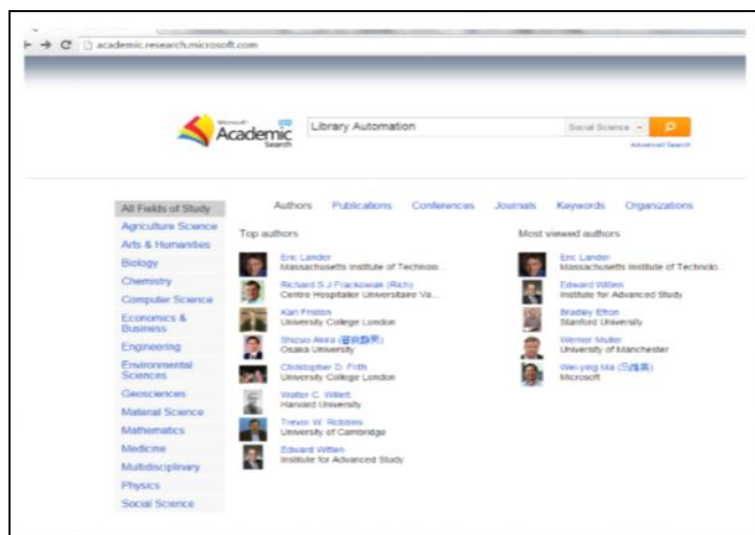 academic.research.microsoft.com
Microsoft
Academic
Search
Library Automation
Social Science
Advanced Search
All Fields of Study
Agriculture Science
Arts & Humanities
Biology
Chemistry
Computer Science
Economics &
Business
Engineering
Environmental
Sciences
Geosciences
Material Science
Mathematics
Medicine
Multidisciplinary
Physics
Social Science
Authors Publications Conferences Journals Keywords Organizations
Top authors
Eric Lander
Massachusetts Institute of Technolo...
Richard S.J Frackowiak (Rich)
Centre Hospitalier Universitaire Va...
Karl Friston
University College London
Shizuo Akira
Osaka University
Christopher D. Frith
University College London
Walter C. Willett
Harvard University
Trevor W. Robbins
University of Cambridge
Edward Witten
Institute for Advanced Study
Most viewed authors
Eric Lander
Massachusetts Institute of Technolo...
Edward Witten
Institute for Advanced Study
Bradley Efron
Stanford University
Werner Muller
University of Manchester
Wei-ying Ma
Microsoft